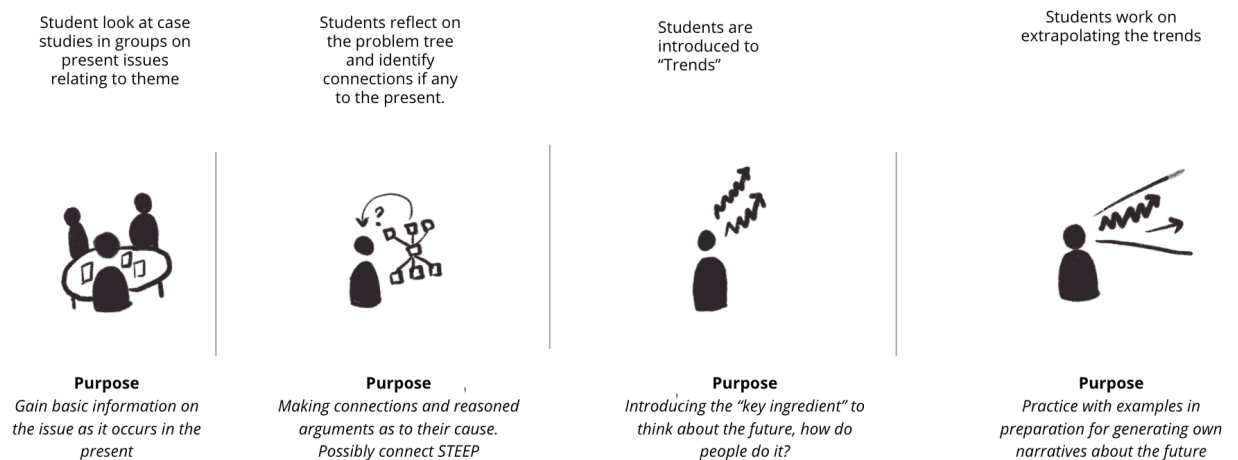 Student look at case
studies in groups on
present issues
relating to theme
Students reflect on
the problem tree
and identify
connections if any
to the present.
Students are
introduced to
“Trends”
Students work on
extrapolating the trends
?
Purpose
Gain basic information on
the issue as it occurs in the
present
Purpose
Making connections and reasoned
arguments as to their cause.
Possibly connect STEEP
Purpose
Introducing the “key ingredient” to
think about the future, how do
people do it?
Purpose
Practice with examples in
preparation for generating own
narratives about the future